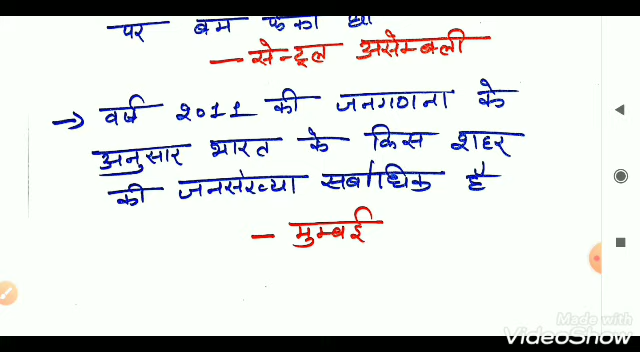 पर बम फेंका था
– सेन्ट्रल असेम्बली
→ वर्ष 2011 की जनगणना के
अनुसार भारत के किस शहर
की जनसंख्या सर्वाधिक है
– मुम्बई
Made with
VideoShow